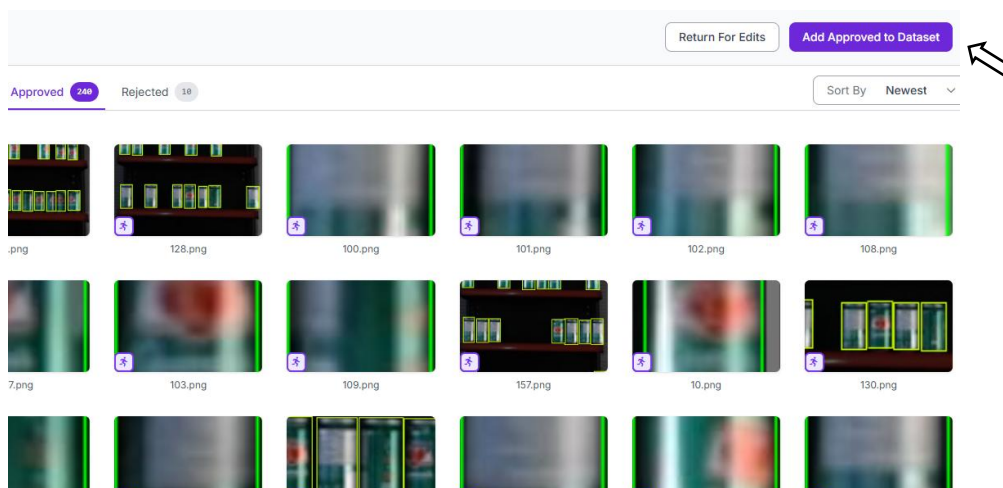 Return For Edits Add Approved to Dataset
Approved 240 Rejected 10 Sort By Newest
.png 128.png 100.png 101.png 102.png 108.png
7.png 103.png 109.png 157.png 10.png 130.png